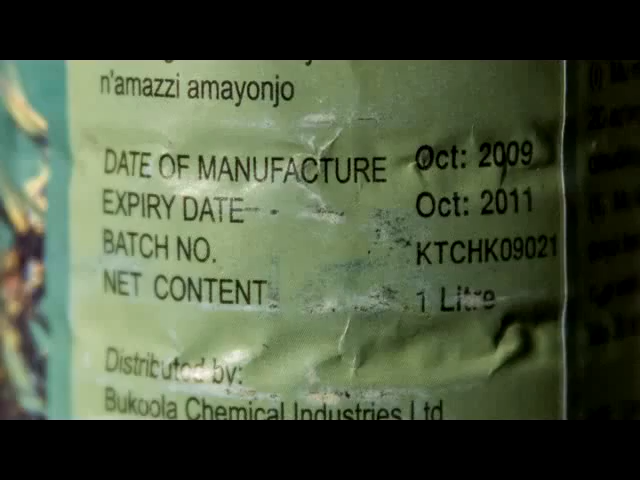 n'amazzi amayonjo
DATE OF MANUFACTURE Oct: 2009
EXPIRY DATE Oct: 2011
BATCH NO. KTCHK09021
NET CONTENT 1 Litre
Distributed by:
Bukoola Chemical Industries Ltd